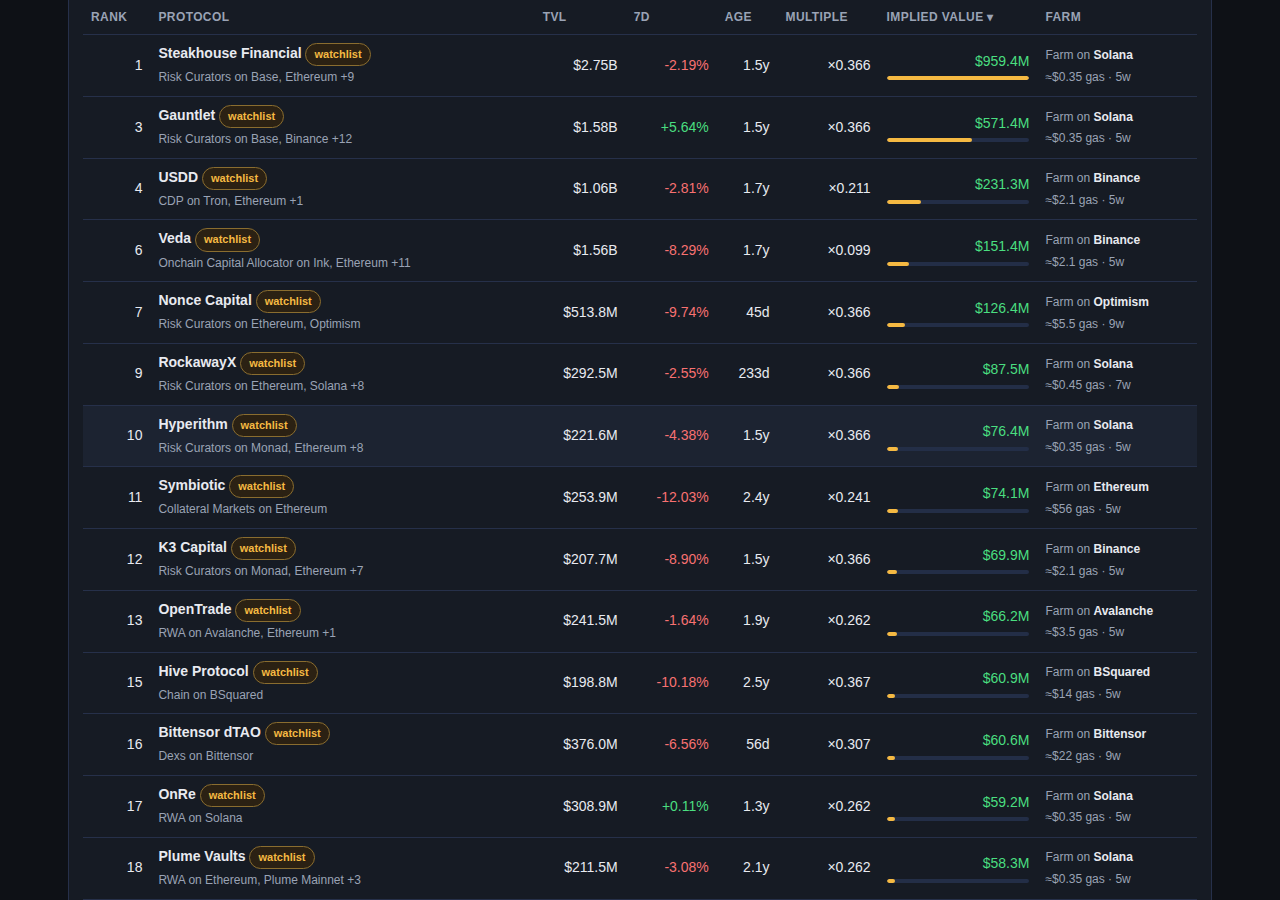 RANK PROTOCOL TVL 7D AGE MULTIPLE IMPLIED VALUE ▼ FARM
Steakhouse Financial watchlist
1 $2.75B -2.19% 1.5y ×0.366 $959.4M Farm on Solana
Risk Curators on Base, Ethereum +9 ≈$0.35 gas · 5w
Gauntlet watchlist
3 $1.58B +5.64% 1.5y ×0.366 $571.4M Farm on Solana
Risk Curators on Base, Binance +12 ≈$0.35 gas · 5w
USDD watchlist
4 $1.06B -2.81% 1.7y ×0.211 $231.3M Farm on Binance
CDP on Tron, Ethereum +1 ≈$2.1 gas · 5w
Veda watchlist
6 $1.56B -8.29% 1.7y ×0.099 $151.4M Farm on Binance
Onchain Capital Allocator on Ink, Ethereum +11 ≈$2.1 gas · 5w
Nonce Capital watchlist
7 $513.8M -9.74% 45d ×0.366 $126.4M Farm on Optimism
Risk Curators on Ethereum, Optimism ≈$5.5 gas · 9w
RockawayX watchlist
9 $292.5M -2.55% 233d ×0.366 $87.5M Farm on Solana
Risk Curators on Ethereum, Solana +8 ≈$0.45 gas · 7w
Hyperithm watchlist
10 $221.6M -4.38% 1.5y ×0.366 $76.4M Farm on Solana
Risk Curators on Monad, Ethereum +8 ≈$0.35 gas · 5w
Symbiotic watchlist
11 $253.9M -12.03% 2.4y ×0.241 $74.1M Farm on Ethereum
Collateral Markets on Ethereum ≈$56 gas · 5w
K3 Capital watchlist
12 $207.7M -8.90% 1.5y ×0.366 $69.9M Farm on Binance
Risk Curators on Monad, Ethereum +7 ≈$2.1 gas · 5w
OpenTrade watchlist
13 $241.5M -1.64% 1.9y ×0.262 $66.2M Farm on Avalanche
RWA on Avalanche, Ethereum +1 ≈$3.5 gas · 5w
Hive Protocol watchlist
15 $198.8M -10.18% 2.5y ×0.367 $60.9M Farm on BSquared
Chain on BSquared ≈$14 gas · 5w
Bittensor dTAO watchlist
16 $376.0M -6.56% 56d ×0.307 $60.6M Farm on Bittensor
Dexs on Bittensor ≈$22 gas · 9w
OnRe watchlist
17 $308.9M +0.11% 1.3y ×0.262 $59.2M Farm on Solana
RWA on Solana ≈$0.35 gas · 5w
Plume Vaults watchlist
18 $211.5M -3.08% 2.1y ×0.262 $58.3M Farm on Solana
RWA on Ethereum, Plume Mainnet +3 ≈$0.35 gas · 5w